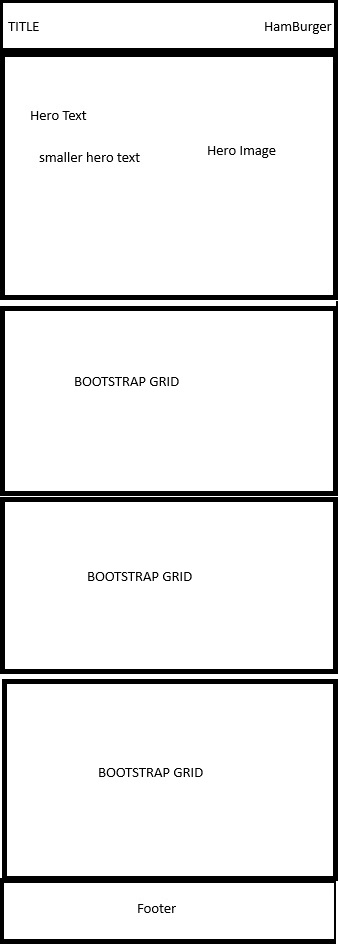 TITLE
HamBurger
Hero Text
smaller hero text
Hero Image
BOOTSTRAP GRID
BOOTSTRAP GRID
BOOTSTRAP GRID
Footer